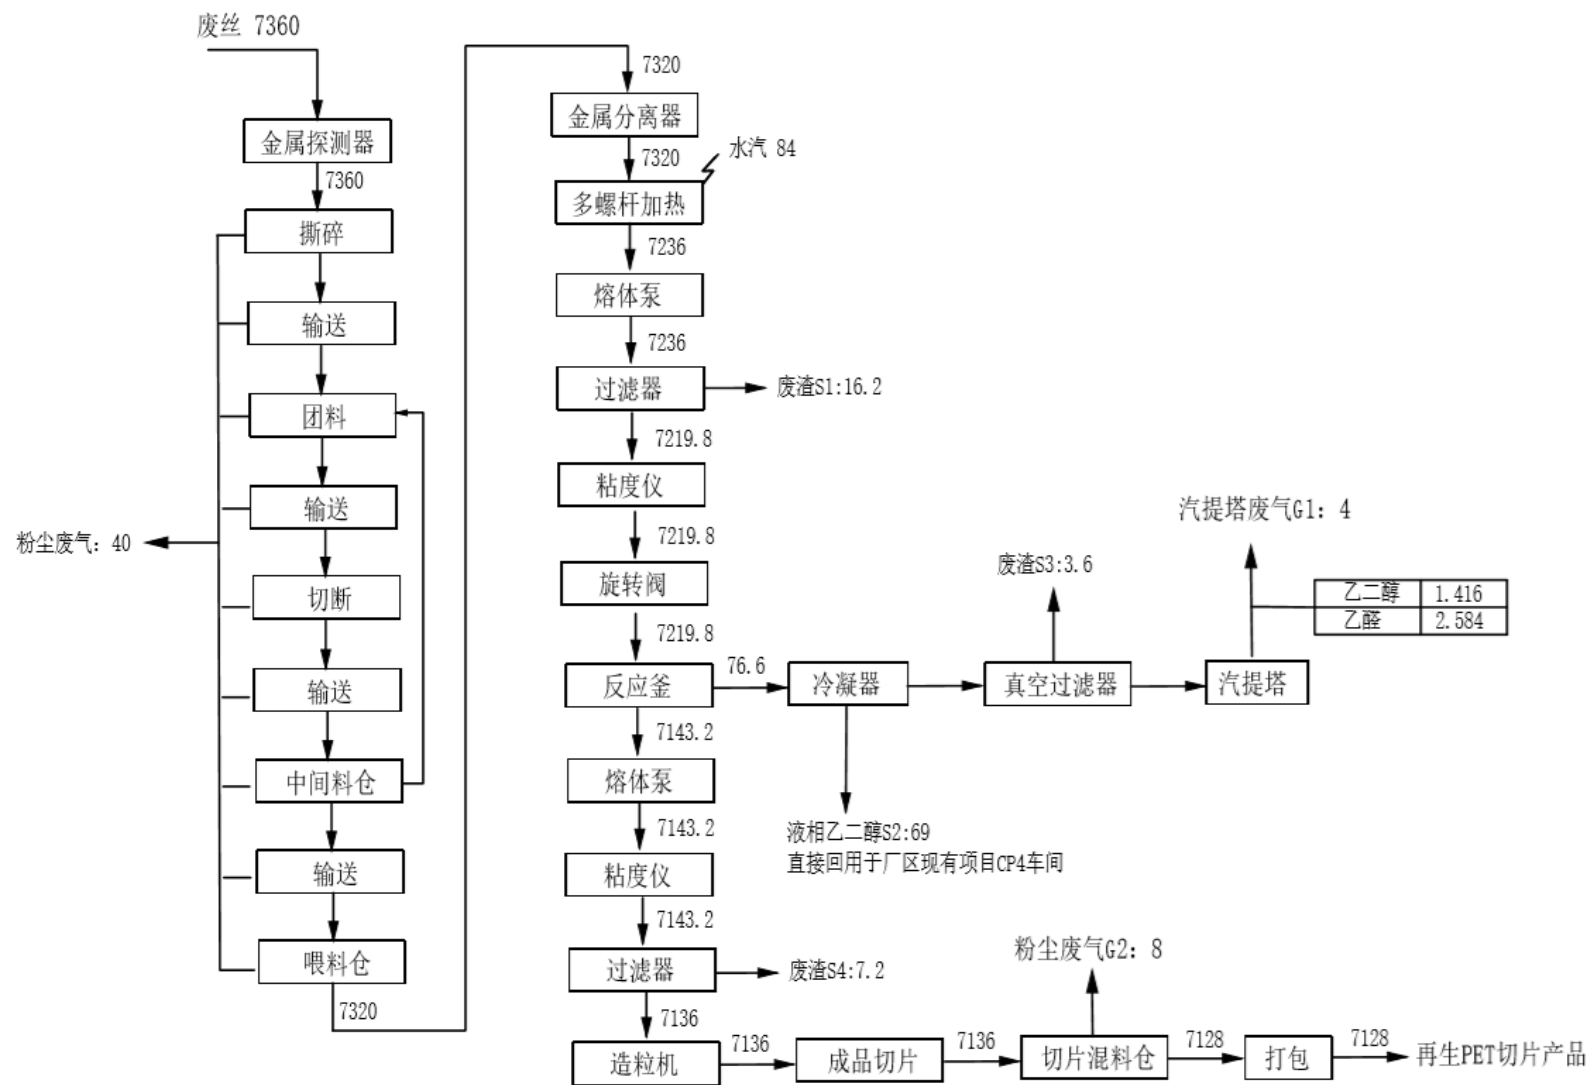 废丝 7360
金属探测器
7360
撕碎
输送
团料
输送
粉尘废气: 40
切断
输送
中间料仓
输送
喂料仓
7320
7320
金属分离器
7320
水汽 84
多螺杆加热
7236
熔体泵
7236
过滤器
废渣S1:16.2
7219.8
粘度仪
7219.8
旋转阀
7219.8
反应釜
76.6
冷凝器
真空过滤器
废渣S3:3.6
汽提塔
汽提塔废气G1: 4
乙二醇 1.416
乙醛 2.584
液相乙二醇S2:69
直接回用于厂区现有项目CP4车间
7143.2
熔体泵
7143.2
粘度仪
7143.2
过滤器
废渣S4:7.2
7136
造粒机
7136
成品切片
7136
切片混料仓
粉尘废气G2: 8
7128
打包
7128
再生PET切片产品